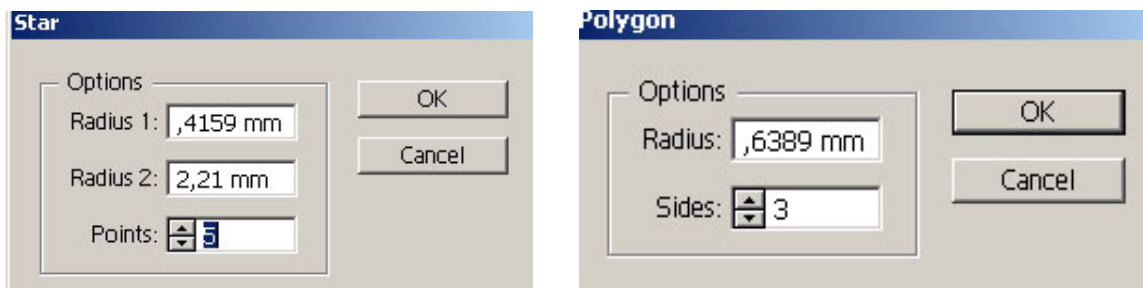 Star
Options
Radius 1: ,4159 mm
Radius 2: 2,21 mm
Points: 5
OK
Cancel
Polygon
Options
Radius: ,6389 mm
Sides: 3
OK
Cancel